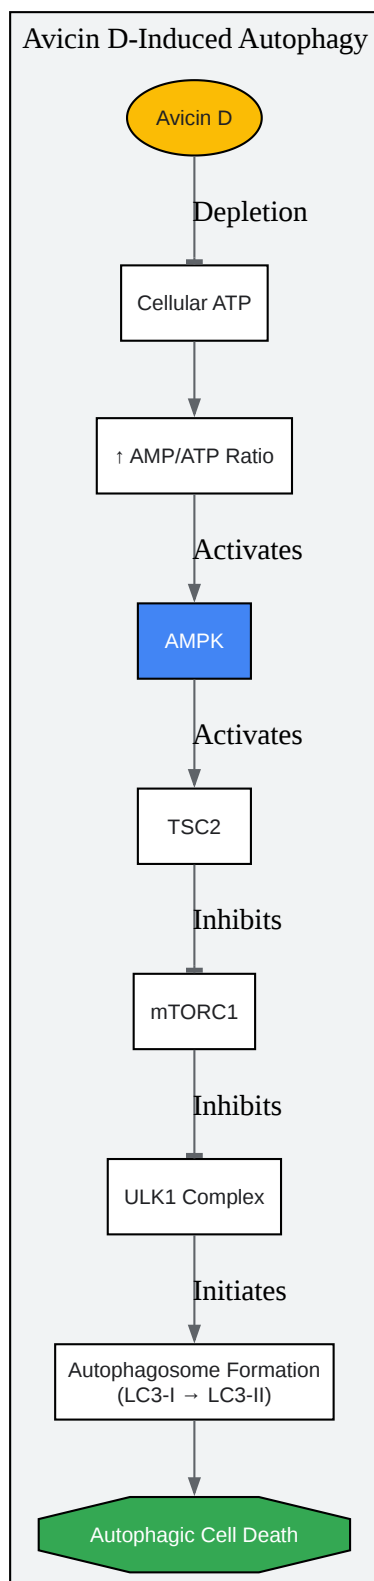 Avicin D-Induced Autophagy
Avicin D
Depletion
Cellular ATP
↑ AMP/ATP Ratio
Activates
AMPK
Activates
TSC2
Inhibits
mTORC1
Inhibits
ULK1 Complex
Initiates
Autophagosome Formation
(LC3-I → LC3-II)
Autophagic Cell Death